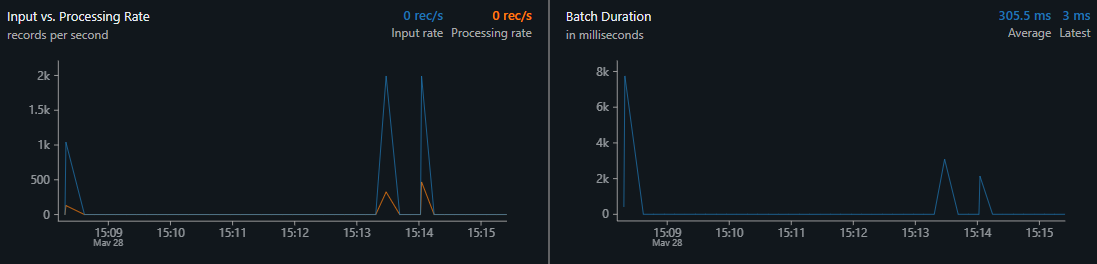 Input vs. Processing Rate
records per second
0 rec/s 0 rec/s
Input rate Processing rate
2k
1.5k
1k
500
0
15:09 15:10 15:11 15:12 15:13 15:14 15:15
May 28
Batch Duration
in milliseconds
305.5 ms 3 ms
Average Latest
8k
6k
4k
2k
0
15:09 15:10 15:11 15:12 15:13 15:14 15:15
May 28